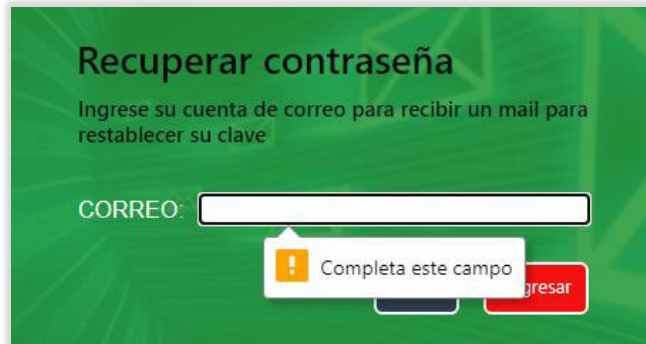 Recuperar contraseña
Ingrese su cuenta de correo para recibir un mail para
restablecer su clave
CORREO:
Completa este campo
gresar